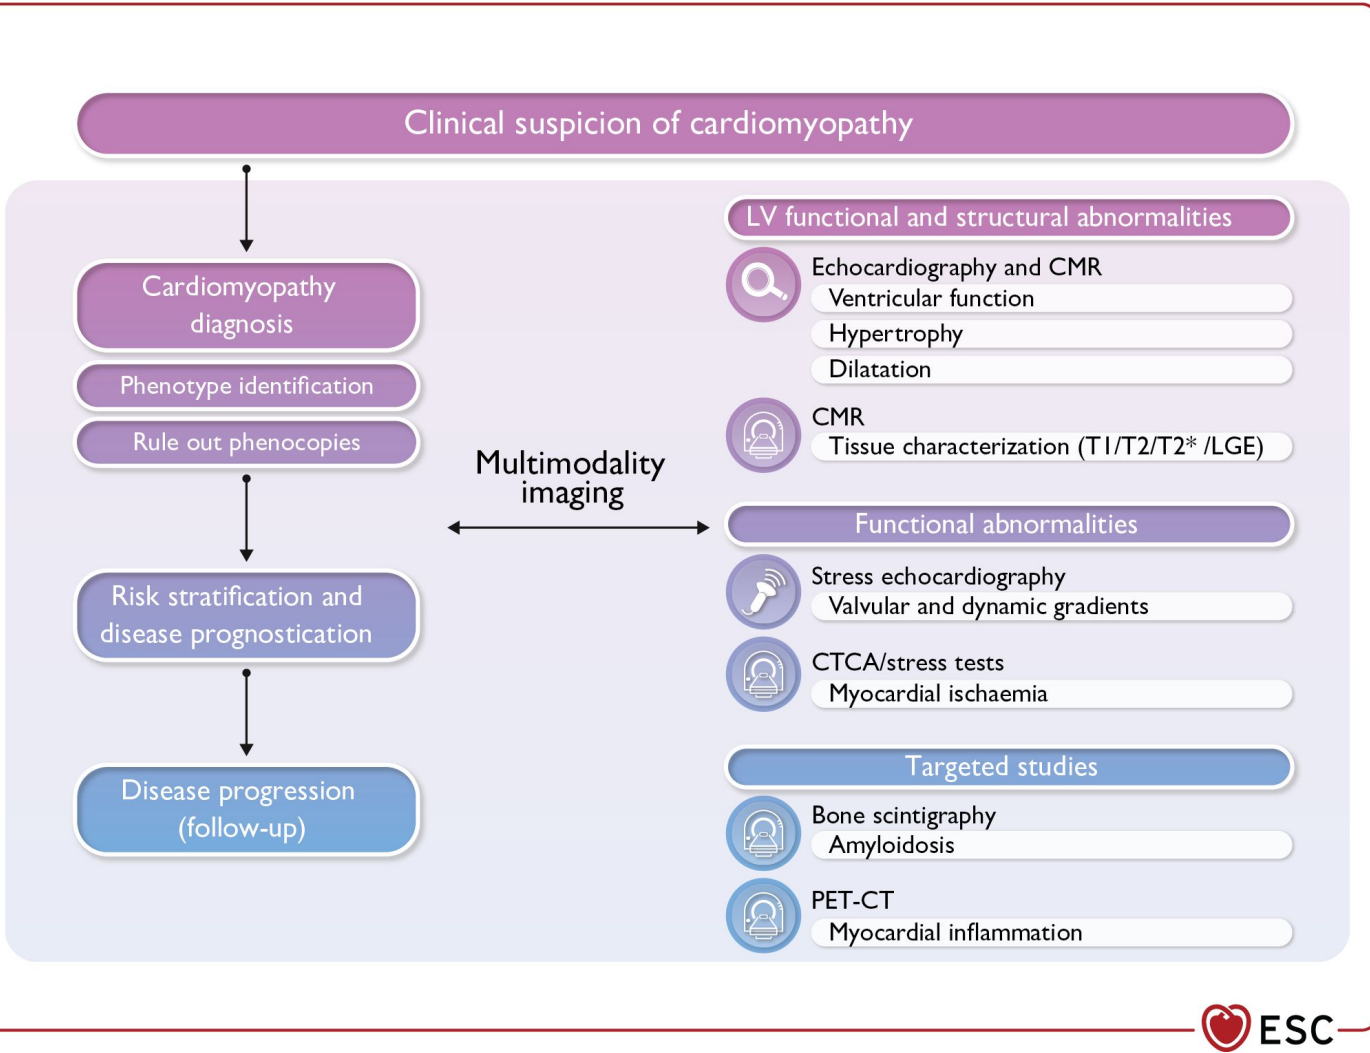 Clinical suspicion of cardiomyopathy
Cardiomyopathy
diagnosis
Phenotype identification
Rule out phenocopies
Risk stratification and
disease prognostication
Disease progression
(follow-up)
Multimodality
imaging
LV functional and structural abnormalities
Echocardiography and CMR
Ventricular function
Hypertrophy
Dilatation
CMR
Tissue characterization (T1/T2/T2* /LGE)
Functional abnormalities
Stress echocardiography
Valvular and dynamic gradients
CTCA/stress tests
Myocardial ischaemia
Targeted studies
Bone scintigraphy
Amyloidosis
PET-CT
Myocardial inflammation
ESC